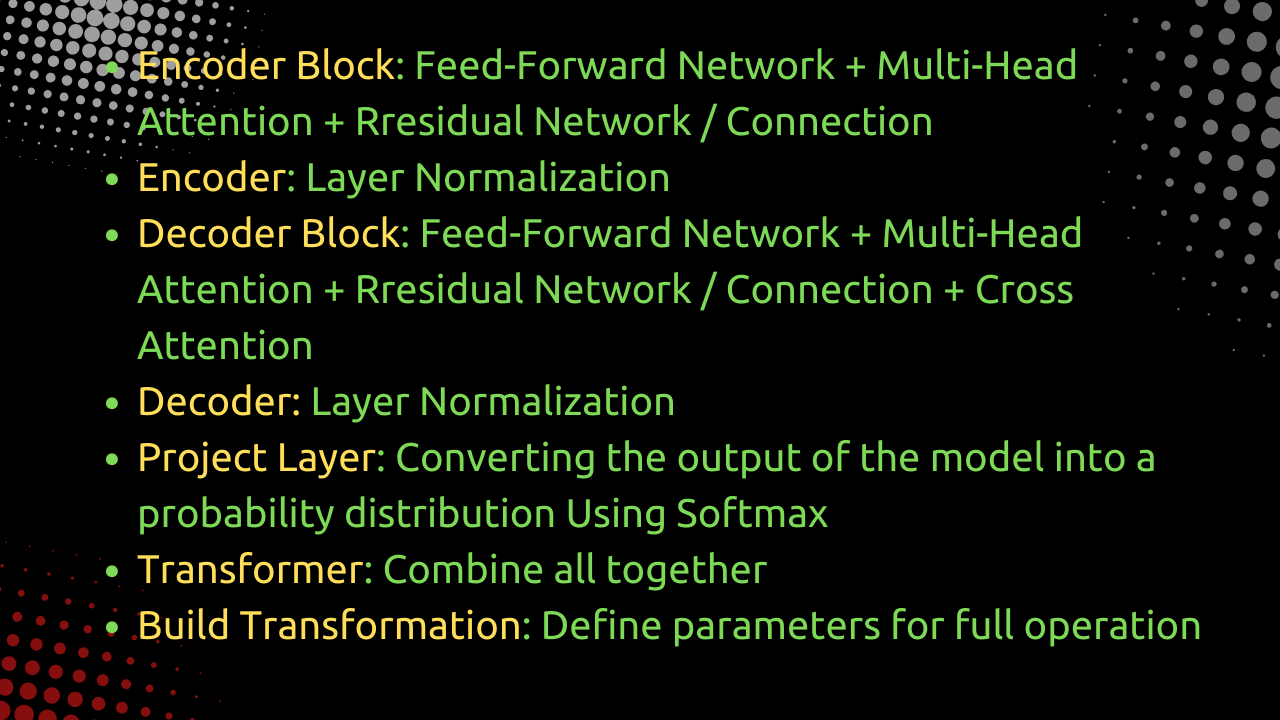 • Encoder Block: Feed-Forward Network + Multi-Head
Attention + Rresidual Network / Connection
• Encoder: Layer Normalization
• Decoder Block: Feed-Forward Network + Multi-Head
Attention + Rresidual Network / Connection + Cross
Attention
• Decoder: Layer Normalization
• Project Layer: Converting the output of the model into a
probability distribution Using Softmax
• Transformer: Combine all together
• Build Transformation: Define parameters for full operation